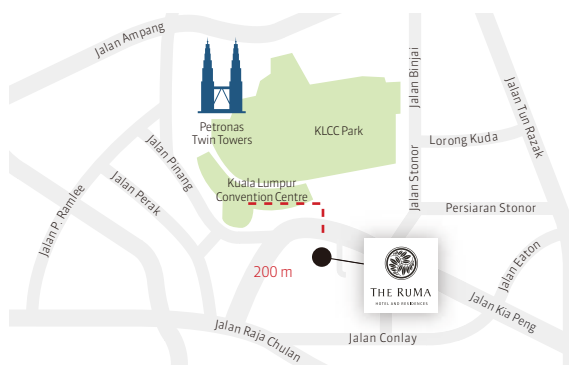 Jalan Ampang
Jalan Binjai
Jalan Tun Razak
Petronas
Twin Towers
KLCC Park
Lorong Kuda
Jalan Pinang
Jalan Perak
Jalan P. Ramlee
Kuala Lumpur
Convention Centre
Jalan Stonor
Persiaran Stonor
Jalan Eaton
200 m
THE RUMA
HOTEL AND RESIDENCES
Jalan Kia Peng
Jalan Raja Chulan
Jalan Conlay